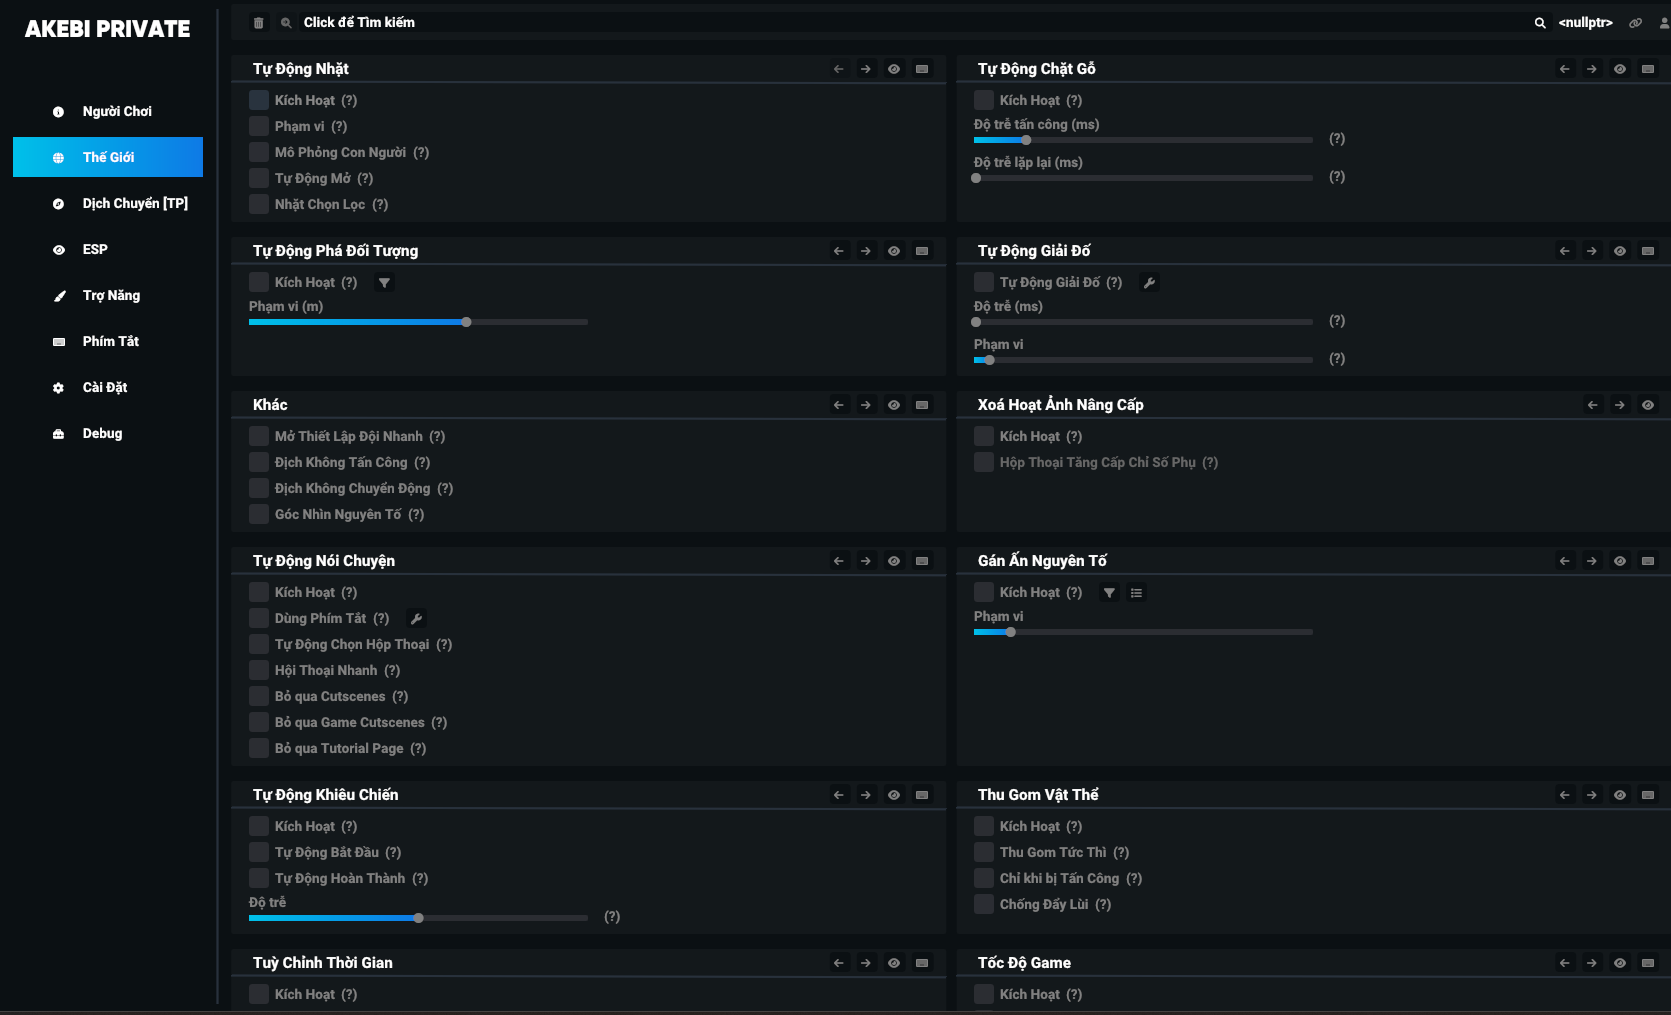 AKEBI PRIVATE
Click để Tìm kiếm
<nullptr>
Người Chơi
Thế Giới
Dịch Chuyển [TP]
ESP
Trợ Năng
Phím Tắt
Cài Đặt
Debug
Tự Động Nhặt
Kích Hoạt (?)
Phạm vi (?)
Mô Phỏng Con Người (?)
Tự Động Mở (?)
Nhặt Chọn Lọc (?)
Tự Động Chặt Gỗ
Kích Hoạt (?)
Độ trễ tấn công (ms)
(?)
Độ trễ lặp lại (ms)
(?)
Tự Động Phá Đối Tượng
Kích Hoạt (?)
Phạm vi (m)
Tự Động Giải Đố
Tự Động Giải Đố (?)
Độ trễ (ms)
(?)
Phạm vi
(?)
Khác
Mở Thiết Lập Đội Nhanh (?)
Địch Không Tấn Công (?)
Địch Không Chuyển Động (?)
Góc Nhìn Nguyên Tố (?)
Xoá Hoạt Ảnh Nâng Cấp
Kích Hoạt (?)
Hộp Thoại Tăng Cấp Chỉ Số Phụ (?)
Tự Động Nói Chuyện
Kích Hoạt (?)
Dùng Phím Tắt (?)
Tự Động Chọn Hộp Thoại (?)
Hội Thoại Nhanh (?)
Bỏ qua Cutscenes (?)
Bỏ qua Game Cutscenes (?)
Bỏ qua Tutorial Page (?)
Gán Ấn Nguyên Tố
Kích Hoạt (?)
Phạm vi
Tự Động Khiêu Chiến
Kích Hoạt (?)
Tự Động Bắt Đầu (?)
Tự Động Hoàn Thành (?)
Độ trễ
(?)
Thu Gom Vật Thể
Kích Hoạt (?)
Thu Gom Tức Thì (?)
Chỉ khi bị Tấn Công (?)
Chống Đẩy Lùi (?)
Tuỳ Chỉnh Thời Gian
Kích Hoạt (?)
Tốc Độ Game
Kích Hoạt (?)